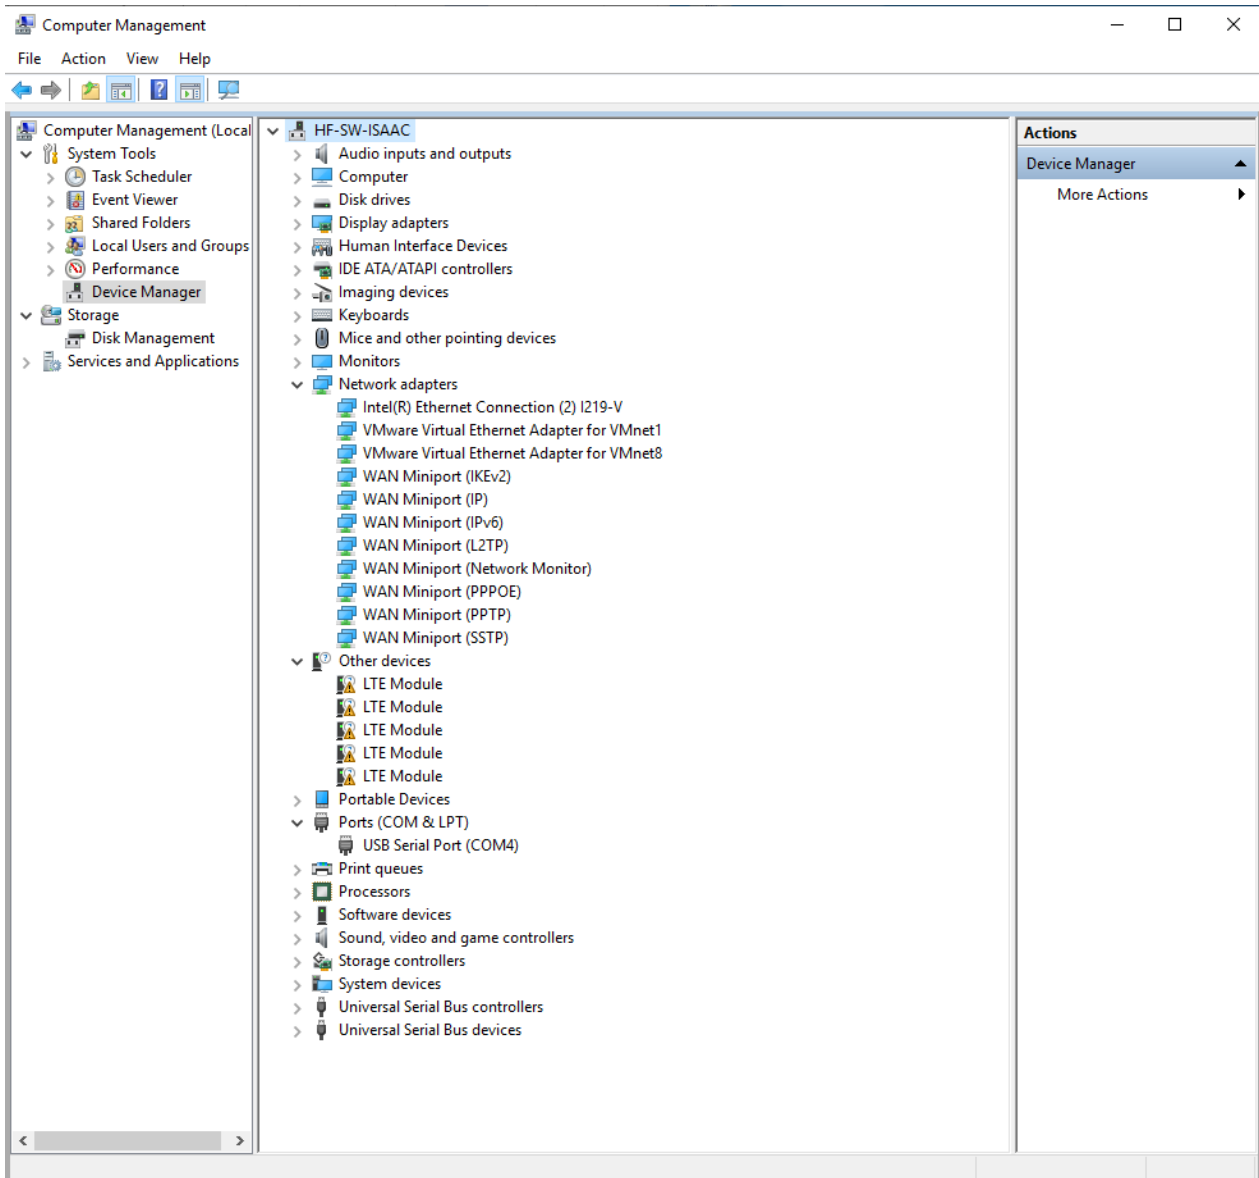 Computer Management
File Action View Help
Computer Management (Local
System Tools
Task Scheduler
Event Viewer
Shared Folders
Local Users and Groups
Performance
Device Manager
Storage
Disk Management
Services and Applications
HF-SW-ISAAC
Audio inputs and outputs
Computer
Disk drives
Display adapters
Human Interface Devices
IDE ATA/ATAPI controllers
Imaging devices
Keyboards
Mice and other pointing devices
Monitors
Network adapters
Intel(R) Ethernet Connection (2) I219-V
VMware Virtual Ethernet Adapter for VMnet1
VMware Virtual Ethernet Adapter for VMnet8
WAN Miniport (IKEv2)
WAN Miniport (IP)
WAN Miniport (IPv6)
WAN Miniport (L2TP)
WAN Miniport (Network Monitor)
WAN Miniport (PPPOE)
WAN Miniport (PPTP)
WAN Miniport (SSTP)
Other devices
LTE Module
LTE Module
LTE Module
LTE Module
LTE Module
Portable Devices
Ports (COM & LPT)
USB Serial Port (COM4)
Print queues
Processors
Software devices
Sound, video and game controllers
Storage controllers
System devices
Universal Serial Bus controllers
Universal Serial Bus devices
Actions
Device Manager
More Actions